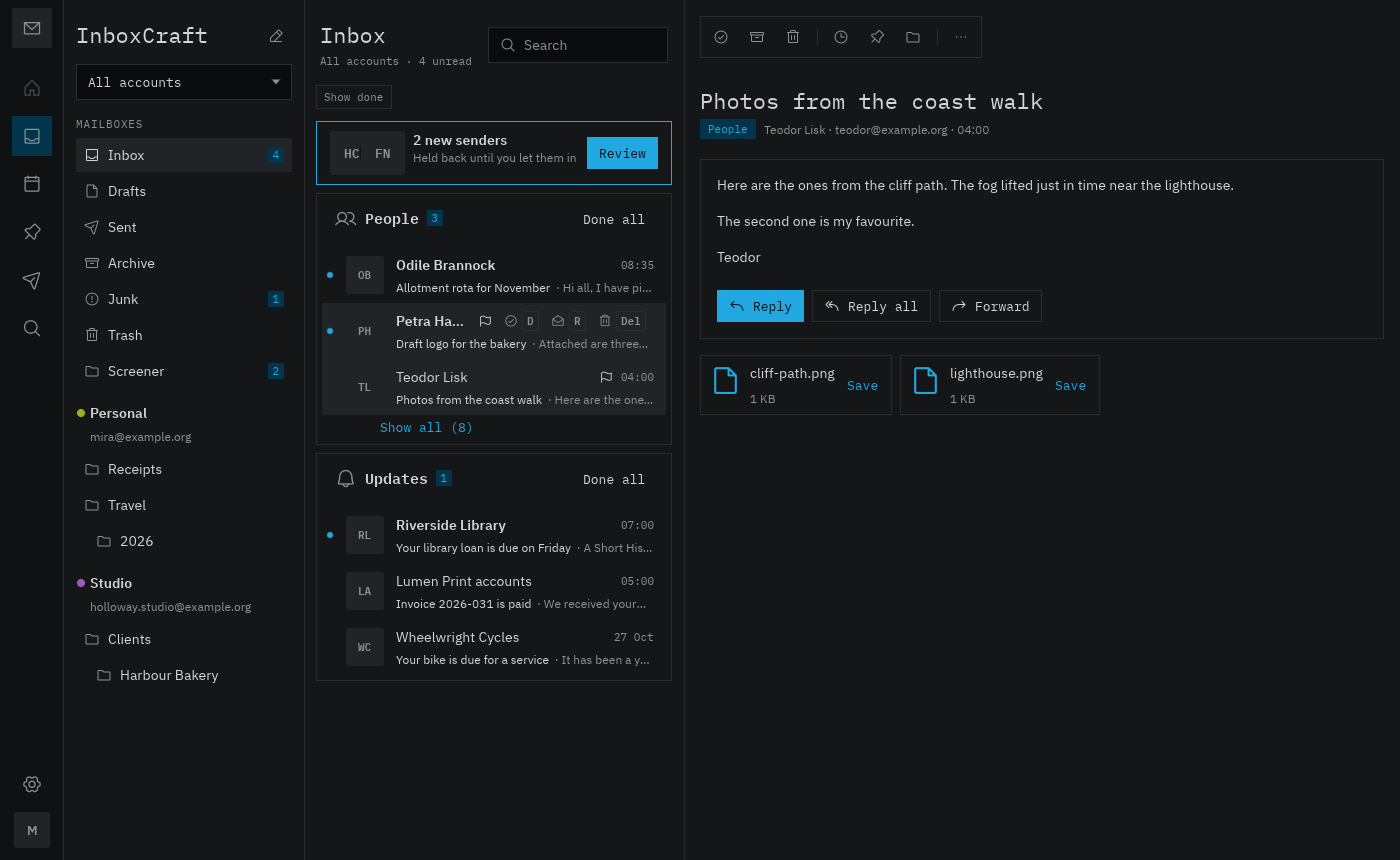 InboxCraft
All accounts
MAILBOXES
Inbox 4
Drafts
Sent
Archive
Junk 1
Trash
Screener 2
Personal
mira@example.org
Receipts
Travel
2026
Studio
holloway.studio@example.org
Clients
Harbour Bakery
M
Inbox
All accounts · 4 unread
Search
Show done
HC FN
2 new senders
Held back until you let them in
Review
People 3 Done all
OB
Odile Brannock 08:35
Allotment rota for November · Hi all, I have pi...
PH
Petra Ha... D R Del
Draft logo for the bakery · Attached are three...
TL
Teodor Lisk 04:00
Photos from the coast walk · Here are the one...
Show all (8)
Updates 1 Done all
RL
Riverside Library 07:00
Your library loan is due on Friday · A Short His...
LA
Lumen Print accounts 05:00
Invoice 2026-031 is paid · We received your...
WC
Wheelwright Cycles 27 Oct
Your bike is due for a service · It has been a y...
Photos from the coast walk
People Teodor Lisk · teodor@example.org · 04:00
Here are the ones from the cliff path. The fog lifted just in time near the lighthouse.
The second one is my favourite.
Teodor
Reply Reply all Forward
cliff-path.png
1 KB
Save
lighthouse.png
1 KB
Save